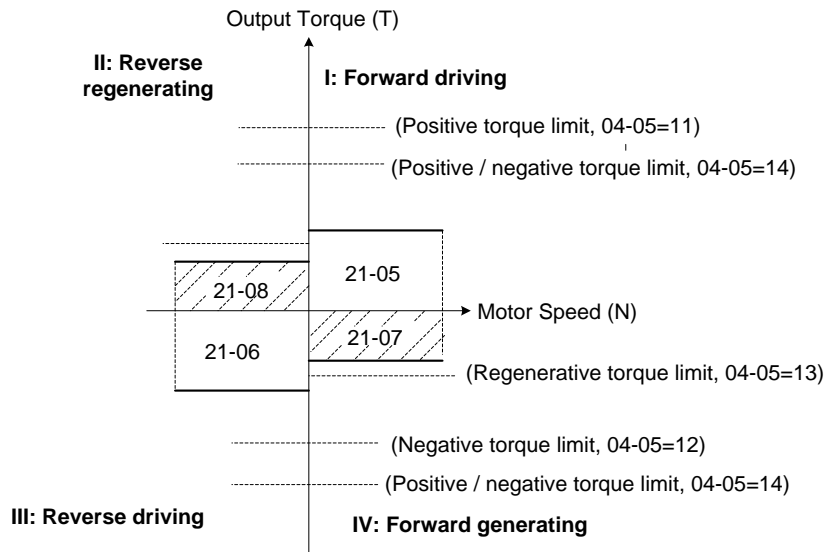 Output Torque (T)
II: Reverse
regenerating
I: Forward driving
(Positive torque limit, 04-05=11)
(Positive / negative torque limit, 04-05=14)
21-05
21-08
Motor Speed (N)
21-07
21-06
(Regenerative torque limit, 04-05=13)
(Negative torque limit, 04-05=12)
(Positive / negative torque limit, 04-05=14)
III: Reverse driving
IV: Forward generating